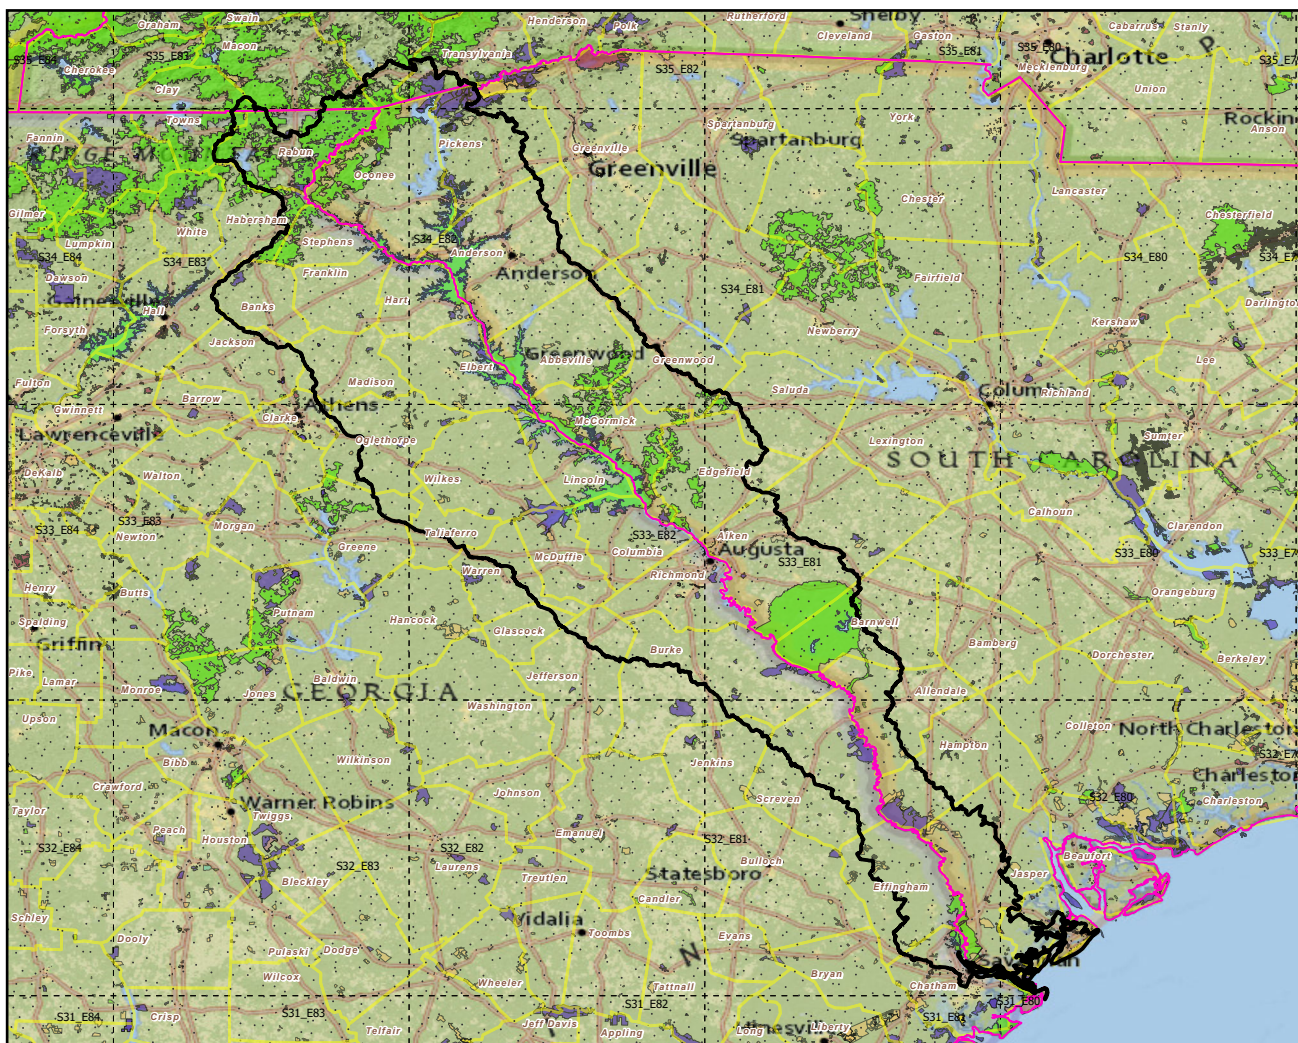 Graham
Swain
Henderson
Polk
Rutherford
Shelby
Cabarrus
Stanly
Macon
Transylvania
Cleveland
Gaston
S35_E84
S35_E83
S35_E82
S35_E81
S35_E80
Charlotte
Cherokee
Mecklenburg
Clay
Union
Towns
Spartanburg
York
Anson
Fannin
Rabun
Pickens
Greenville
Spartanburg
Greenville
Oconee
Lancaster
Gilmer
Habersham
Chester
Chesterfield
White
Lumpkin
Stephens
S34_E84
S34_E83
S34_E82
Anderson
S34_E80
Dawson
Franklin
Anderson
Fairfield
S34_E81
Hall
Banks
Hart
Darlington
Forsyth
Newberry
Kershaw
Jackson
Greenwood
Abbeville
Greenwood
Elbert
Lee
Fulton
Madison
Saluda
Richland
Gwinnett
Barrow
Athens
Clarke
McCormick
Lawrenceville
Oglethorpe
Lexington
Sumter
SOUTH CAROLINA
DeKalb
Walton
Wilkes
Lincoln
Edgefield
Calhoun
S33_E84
S33_E83
Newton
Morgan
Taliaferro
S33_E82
Aiken
Clarendon
Greene
McDuffie
Columbia
Augusta
S33_E81
S33_E80
Henry
Butts
Warren
Richmond
Orangeburg
Spalding
Putnam
Hancock
Glascock
Barnwell
Griffin
Burke
Bamberg
Dorchester
Berkeley
Pike
Lamar
Monroe
Jones
Baldwin
GEORGIA
Jefferson
Allendale
Upson
Washington
Colleton
North Charleston
Macon
Bibb
Wilkinson
Jenkins
Hampton
Charleston
Crawford
Johnson
Screven
S32_E80
Charleston
Taylor
Warner Robins
Twiggs
Peach
Houston
Emanuel
S32_E84
S32_E83
S32_E82
S32_E81
Bulloch
Beaufort
Bleckley
Laurens
Treutlen
Statesboro
Effingham
Jasper
Candler
Schley
Dooly
Vidalia
Toombs
Evans
Pulaski
Dodge
Wilcox
Wheeler
Tattnall
Bryan
Chatham
S31_E84
Crisp
S31_E83
S31_E82
S31_E80
Telfair
Jeff Davis
Appling
Long
Liberty